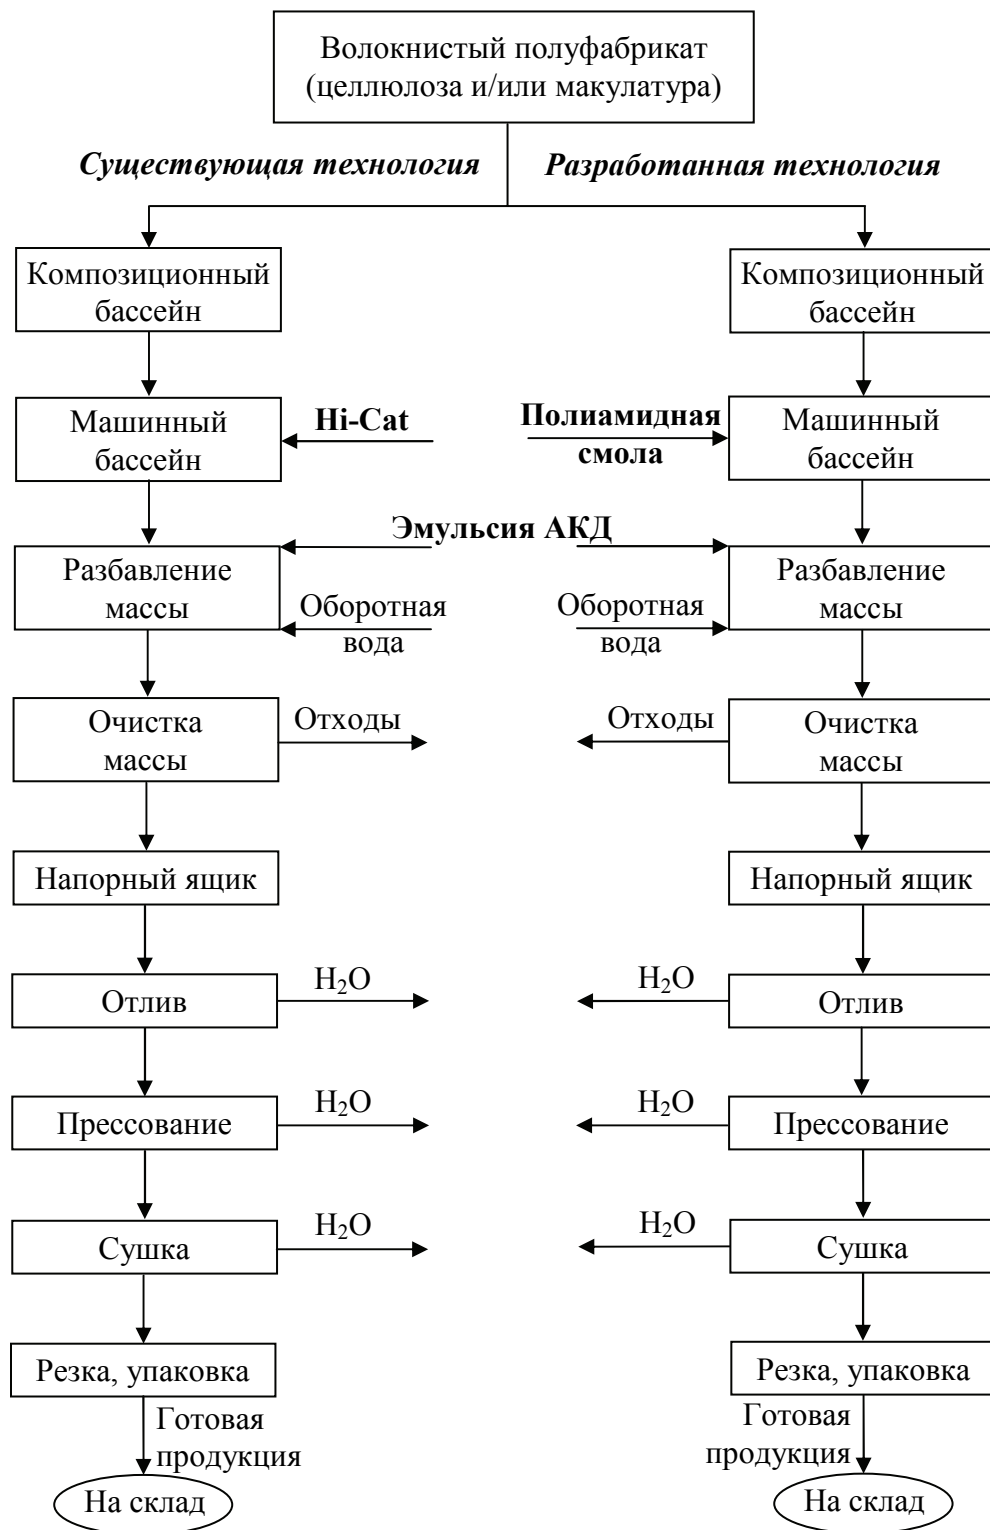 Волокнистый полуфабрикат
(целлюлоза и/или макулатура)
Существующая технология
Разработанная технология
Композиционный
бассейн
Композиционный
бассейн
Машинный
бассейн
Hi-Cat
Полиамидная
смола
Машинный
бассейн
Эмульсия АКД
Разбавление
массы
Оборотная
вода
Оборотная
вода
Разбавление
массы
Очистка
массы
Отходы
Отходы
Очистка
массы
Напорный ящик
Напорный ящик
Отлив
H₂O
H₂O
Отлив
Прессование
H₂O
H₂O
Прессование
Сушка
H₂O
H₂O
Сушка
Резка, упаковка
Резка, упаковка
Готовая
продукция
Готовая
продукция
На склад
На склад